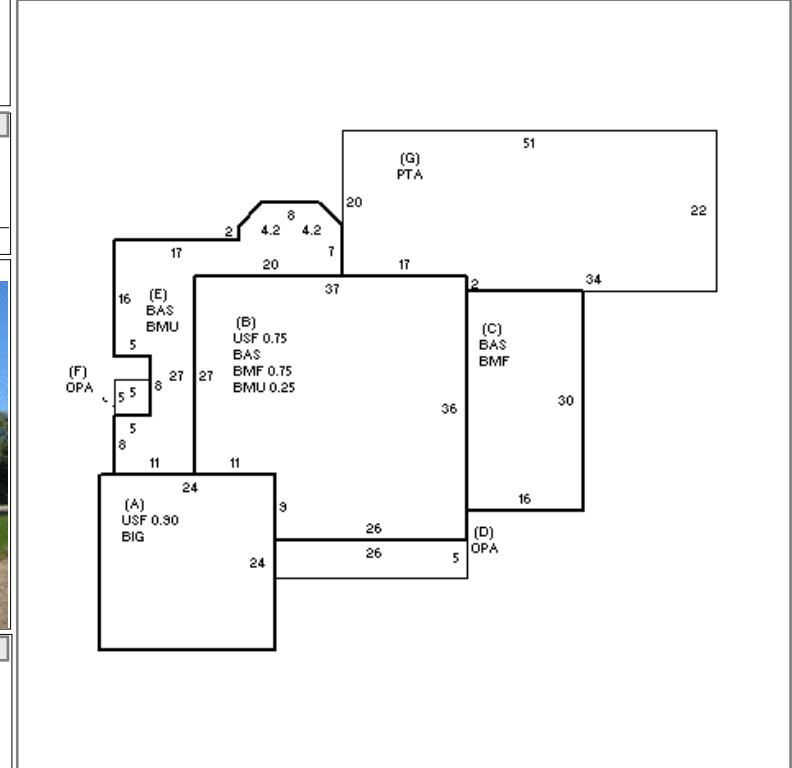 51
(G)
PTA
20
22
8
4.2 4.2
2
17
7
20
17
37
2
34
16
(E)
BAS
BMU
(B)
USF 0.75
BAS
BMF 0.75
BMU 0.25
(C)
BAS
BMF
5
(F)
OPA
27
27
8
5
5
5
8
36
30
11
11
24
(A)
USF 0.90
BIG
9
16
26
26
(D)
OPA
5
24